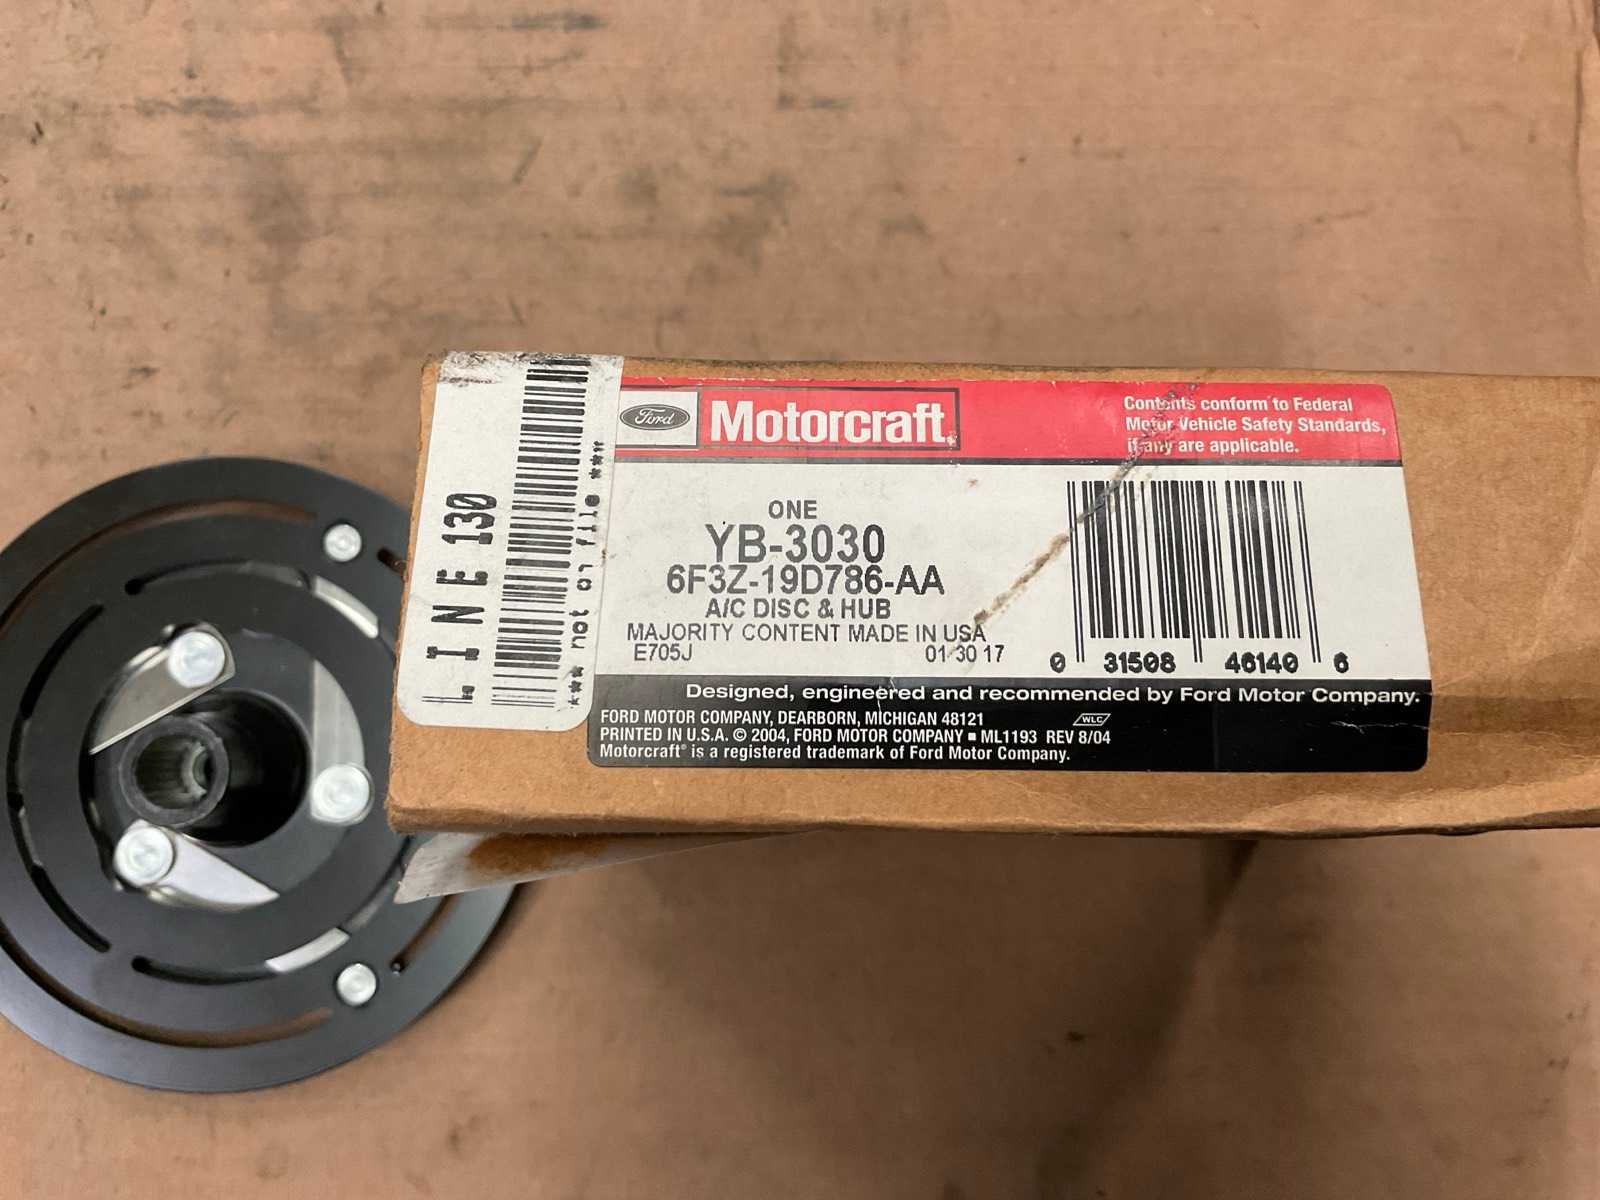 LINE 130
*** not on file ***
Ford
Motorcraft
Contents conform to Federal
Motor Vehicle Safety Standards,
if any are applicable.
ONE
YB-3030
6F3Z-19D786-AA
A/C DISC & HUB
MAJORITY CONTENT MADE IN USA
E705J 01 30 17
0 31508 46140 6
Designed, engineered and recommended by Ford Motor Company.
FORD MOTOR COMPANY, DEARBORN, MICHIGAN 48121
WLC
PRINTED IN U.S.A. © 2004, FORD MOTOR COMPANY ▪ ML1193 REV 8/04
Motorcraft® is a registered trademark of Ford Motor Company.